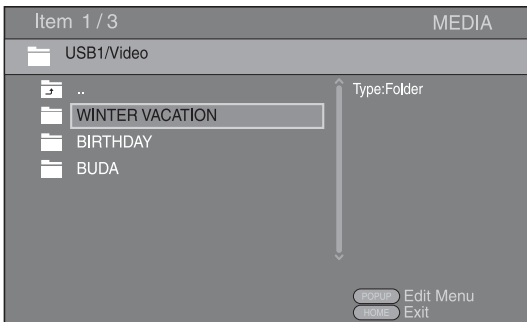 Item 1/3 MEDIA
USB1/Video
..
Type:Folder
WINTER VACATION
BIRTHDAY
BUDA
POPUP Edit Menu
HOME Exit